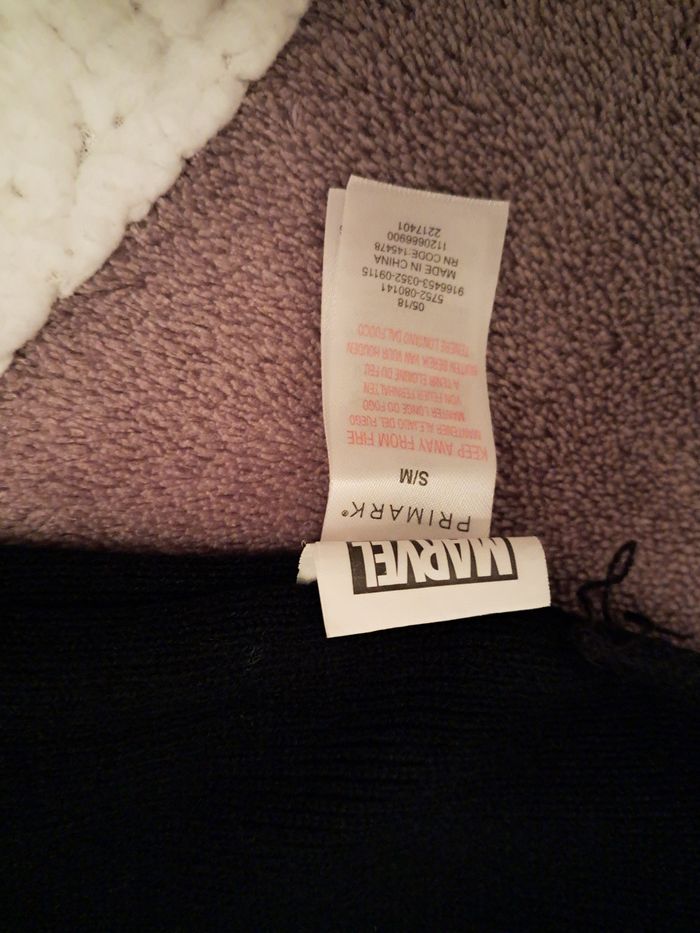 MARVEL
PRIMARK®
S/M
KEEP AWAY FROM FIRE
MANTENER ALEJADO DEL FUEGO
MANTER LONGE DO FOGO
VON FEUER FERNHALTEN
A TENIR ELOIGNE DU FEU
BUITEN BEREIK VAN VUUR HOUDEN
TENERE LONTANO DAL FUOCO
05/18
5752-080141
9166453-0352-09115
MADE IN CHINA
RN CODE:145478
1120686900
2217401